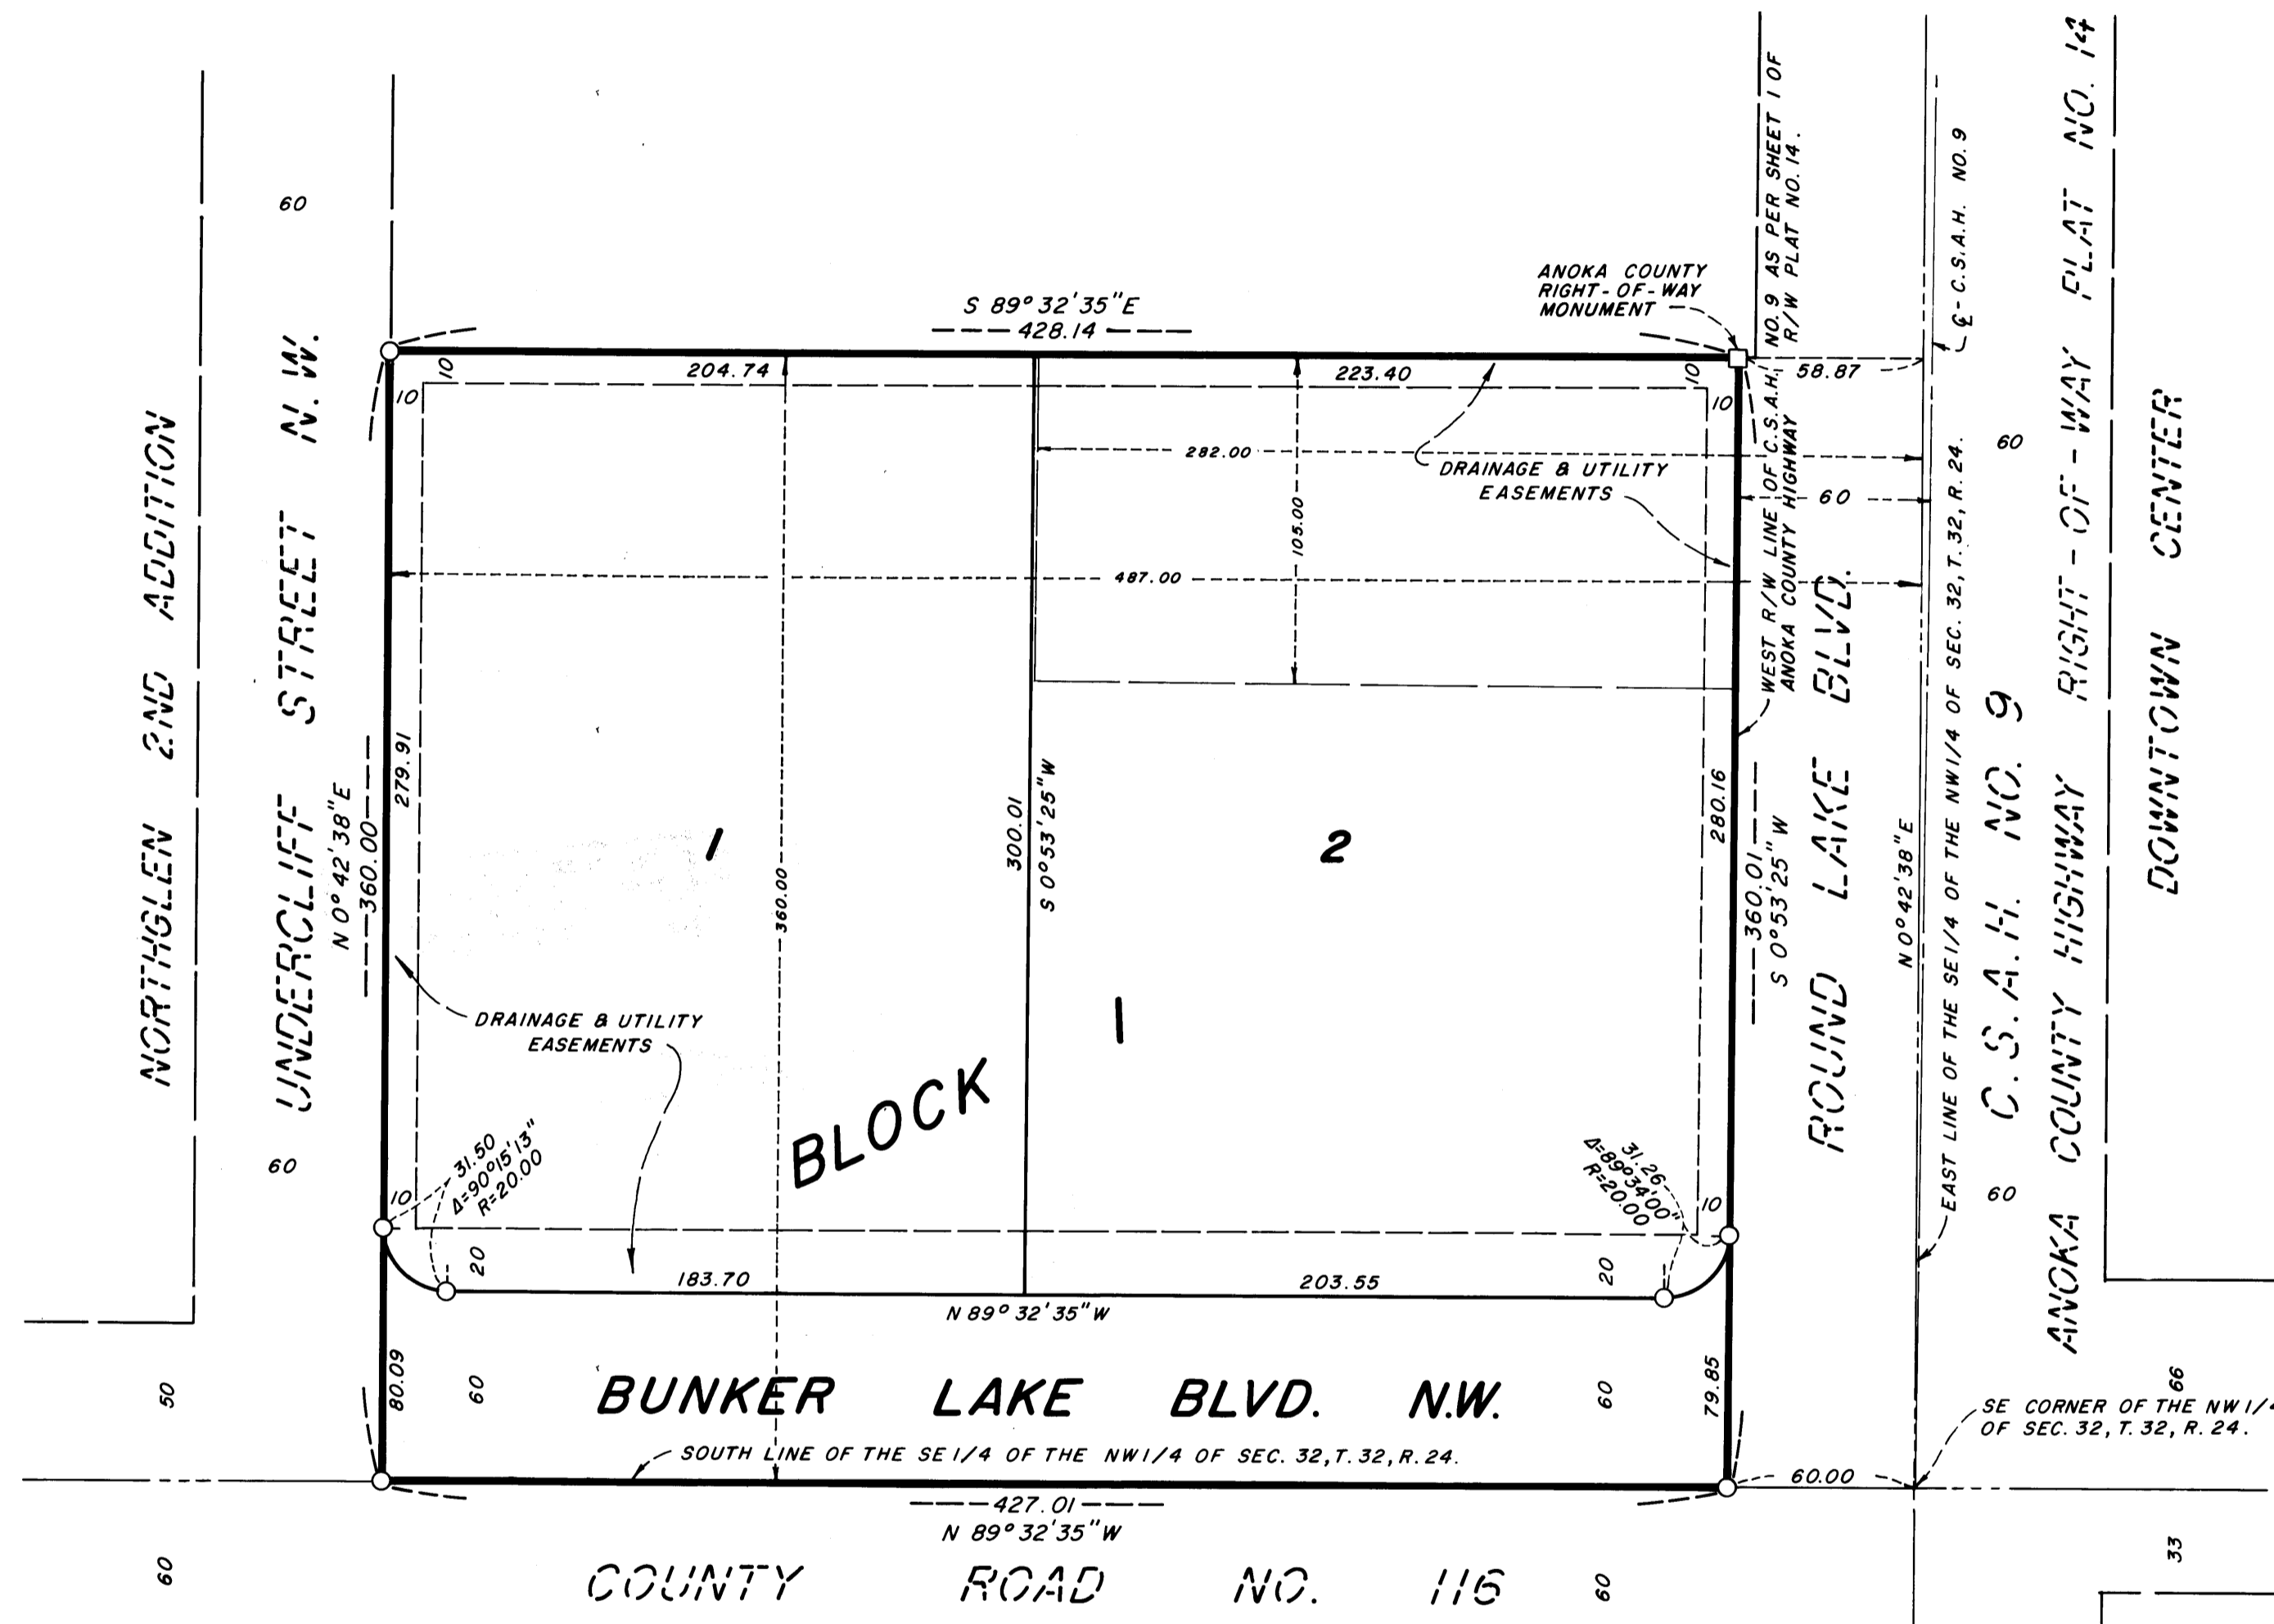 60
S 89° 32' 35" E
428.14
ANOKA COUNTY
RIGHT-OF-WAY
MONUMENT
WEST R/W LINE OF C.S.A.H. NO. 9 AS PER SHEET 1 OF
ANOKA COUNTY HIGHWAY R/W PLAT NO. 14.
℄ - C.S.A.H. NO. 9
10
10
204.74
223.40
10
10
58.87
282.00
DRAINAGE & UTILITY
EASEMENTS
105.00
60
60
487.00
NORTHGLEN 2ND ADDITION
UNDERCLIFF STREET N.W.
N 0° 42' 38" E
360.00
279.91
1
360.00
300.01
S 0° 53' 25" W
2
280.16
360.01
S 0° 53' 25" W
ROUND LAKE BLVD.
N 0° 42' 38" E
EAST LINE OF THE SE 1/4 OF THE NW 1/4 OF SEC. 32, T. 32, R. 24.
C.S.A.H. NO. 9
ANOKA COUNTY HIGHWAY RIGHT-OF-WAY PLAT NO. 14
DOWNTOWN CENTER
DRAINAGE & UTILITY
EASEMENTS
BLOCK 1
60
60
31.50
Δ=90°15'13"
R=20.00
10
31.26
Δ=89°34'00"
R=20.00
10
20
183.70
203.55
20
N 89° 32' 35" W
50
80.09
60
BUNKER LAKE BLVD. N.W.
60
79.85
66
SE CORNER OF THE NW 1/4
OF SEC. 32, T. 32, R. 24.
SOUTH LINE OF THE SE 1/4 OF THE NW 1/4 OF SEC. 32, T. 32, R. 24.
60.00
427.01
N 89° 32' 35" W
60
COUNTY ROAD NO. 116
60
33